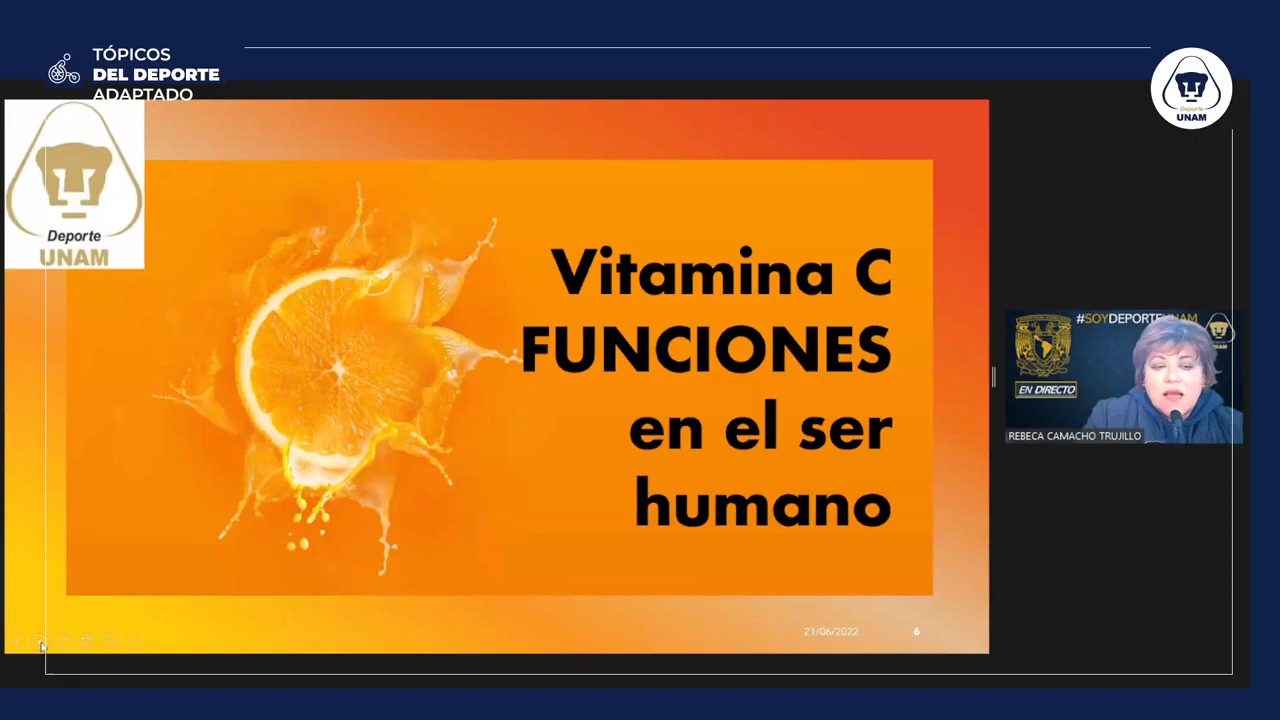 TÓPICOS
DEL DEPORTE
ADAPTADO
Deporte
UNAM
Deporte
UNAM
Vitamina C
FUNCIONES
en el ser
humano
21/06/2022
6
#SOYDEPORTEUNAM
EN DIRECTO
REBECA CAMACHO TRUJILLO